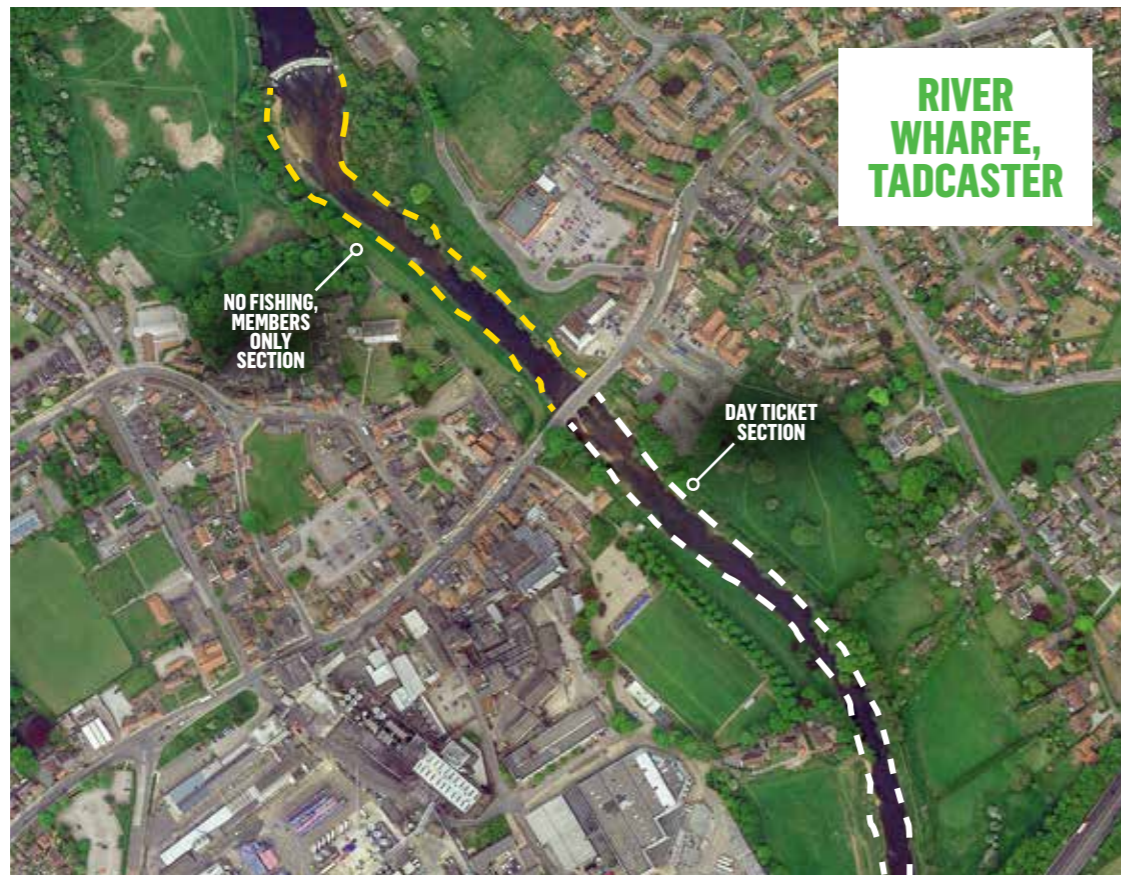 RIVER
WHARFE,
TADCASTER
NO FISHING,
MEMBERS
ONLY
SECTION
DAY TICKET
SECTION